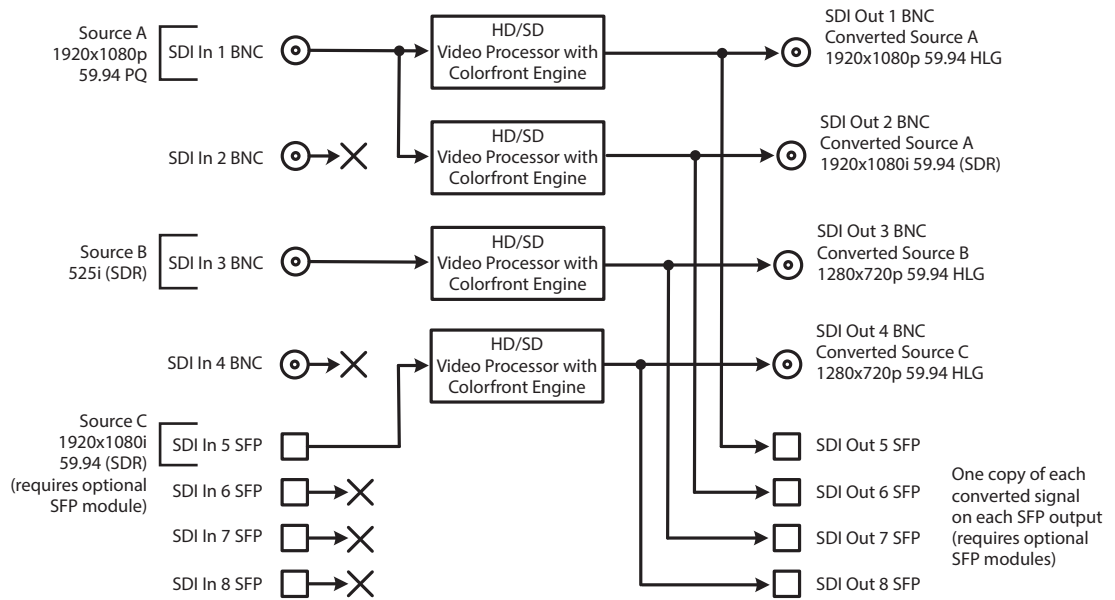 Source A
1920x1080p
59.94 PQ
SDI In 1 BNC
HD/SD
Video Processor with
Colorfront Engine
SDI Out 1 BNC
Converted Source A
1920x1080p 59.94 HLG
SDI In 2 BNC
HD/SD
Video Processor with
Colorfront Engine
SDI Out 2 BNC
Converted Source A
1920x1080i 59.94 (SDR)
Source B
525i (SDR)
SDI In 3 BNC
HD/SD
Video Processor with
Colorfront Engine
SDI Out 3 BNC
Converted Source B
1280x720p 59.94 HLG
SDI In 4 BNC
HD/SD
Video Processor with
Colorfront Engine
SDI Out 4 BNC
Converted Source C
1280x720p 59.94 HLG
Source C
1920x1080i
59.94 (SDR)
(requires optional
SFP module)
SDI In 5 SFP
SDI In 6 SFP
SDI In 7 SFP
SDI In 8 SFP
SDI Out 5 SFP
SDI Out 6 SFP
SDI Out 7 SFP
SDI Out 8 SFP
One copy of each
converted signal
on each SFP output
(requires optional
SFP modules)